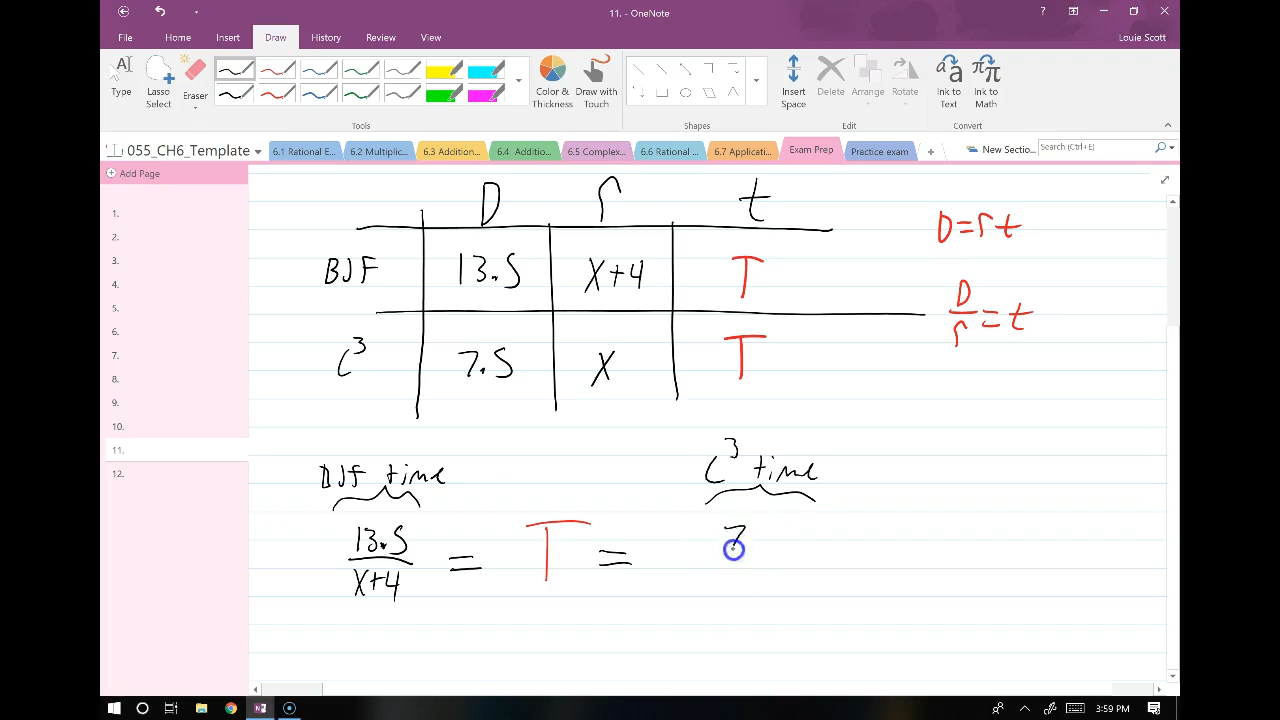 11. - OneNote
?
File Home Insert Draw History Review View
Louie Scott
Type Lasso Select Eraser
Color & Thickness Draw with Touch
Insert Space Delete Arrange Rotate
Ink to Text Ink to Math
Tools Shapes Edit Convert
055_CH6_Template 6.1 Rational E... 6.2 Multiplic... 6.3 Addition... 6.4 Additio... 6.5 Complex... 6.6 Rational ... 6.7 Applicati... Exam Prep Practice exam + New Sectio... Search (Ctrl+E)
Add Page
1.
2.
3.
4.
5.
6.
7.
8.
9.
10.
11.
12.
D r t
BJF 13.5 X+4 T
C³ 7.5 X T
D=rt
D/r=t
BJF time C³ time
13.5/X+4 = T = 7
3:59 PM